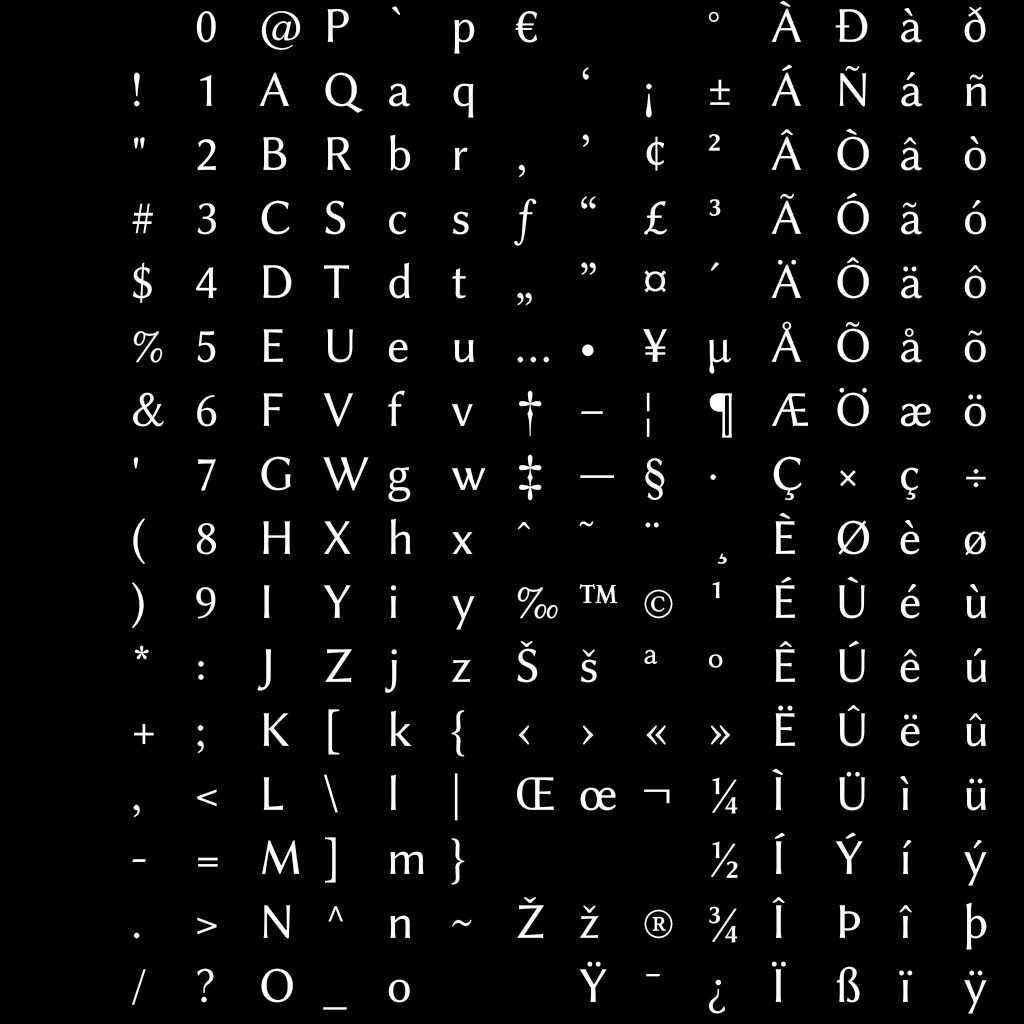 0 @ P ` p € ° À Ð à ð
! 1 A Q a q ‘ ¡ ± Á Ñ á ñ
" 2 B R b r ‚ ’ ¢ ² Â Ò â ò
# 3 C S c s ƒ “ £ ³ Ã Ó ã ó
$ 4 D T d t „ ” ¤ ´ Ä Ô ä ô
% 5 E U e u … • ¥ µ Å Õ å õ
& 6 F V f v † – ¦ ¶ Æ Ö æ ö
' 7 G W g w ‡ — § · Ç × ç ÷
( 8 H X h x ˆ ˜ ¨ ¸ È Ø è ø
) 9 I Y i y ‰ ™ © ¹ É Ù é ù
* : J Z j z Š š ª º Ê Ú ê ú
+ ; K [ k { ‹ › « » Ë Û ë û
, < L \ l | Œ œ ¬ ¼ Ì Ü ì ü
- = M ] m } ½ Í Ý í ý
. > N ^ n ~ Ž ž ® ¾ Î Þ î þ
/ ? O _ o Ÿ ¯ ¿ Ï ß ï ÿ